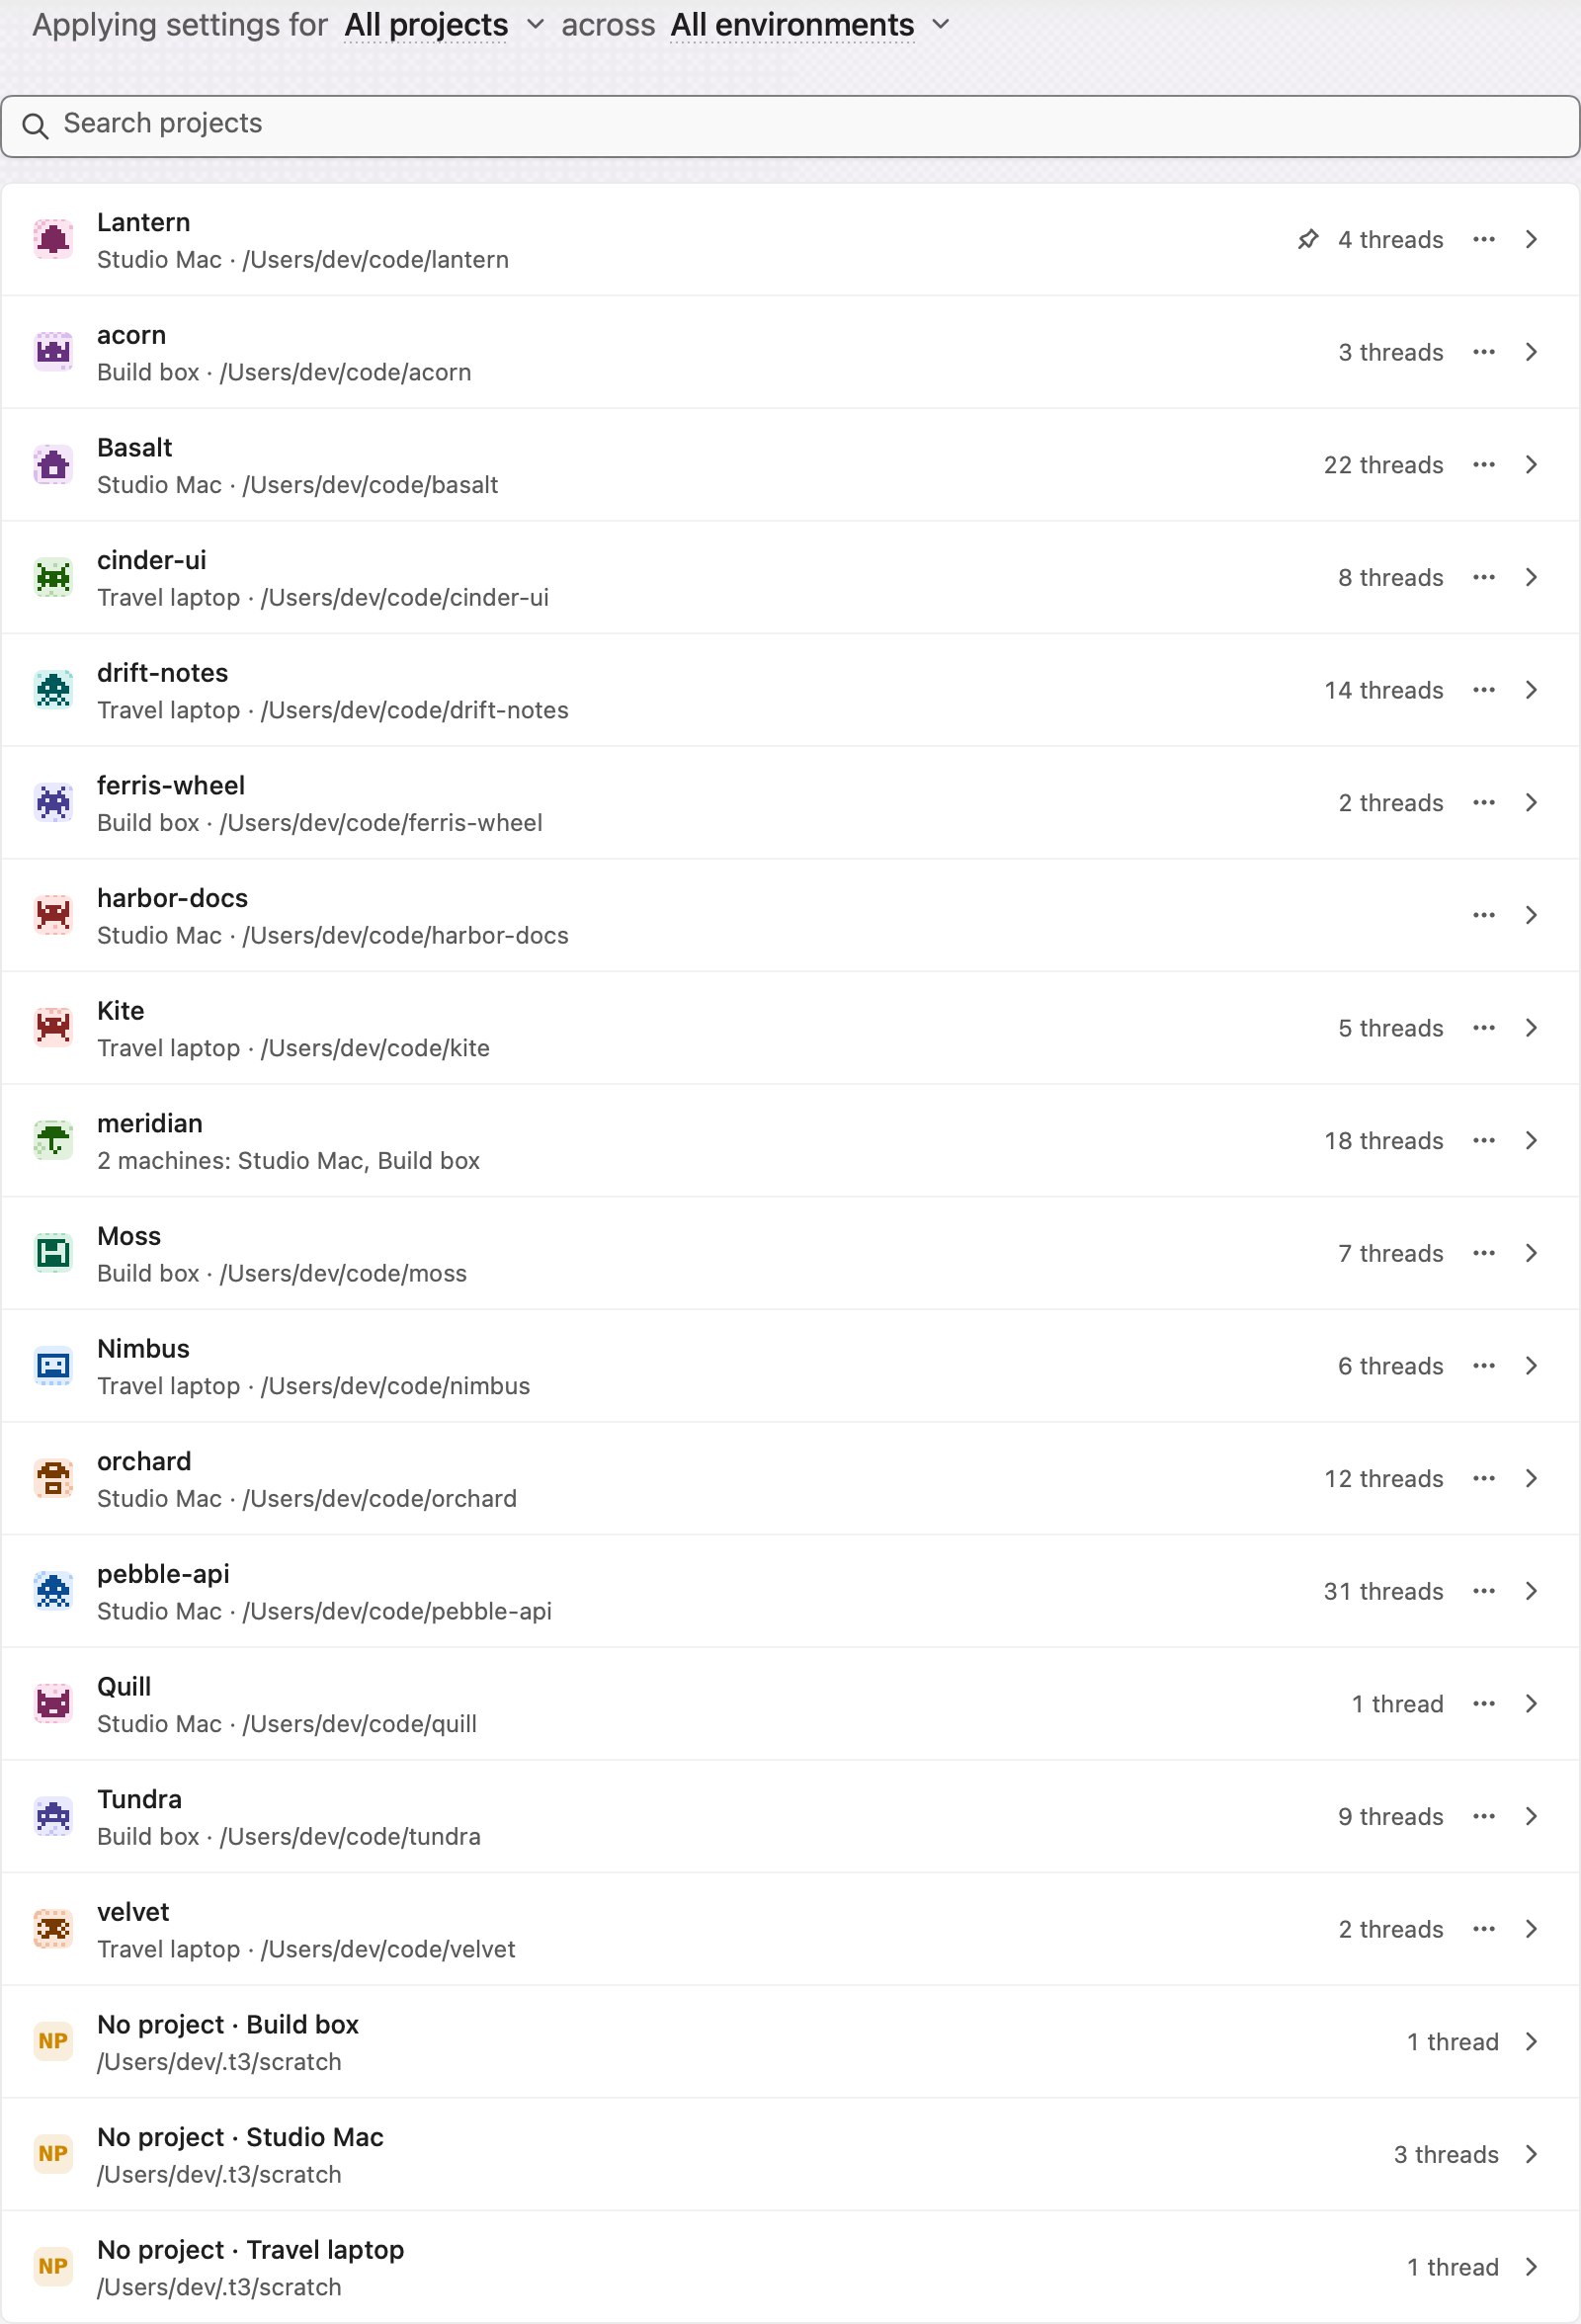 Applying settings for All projects across All environments
Search projects
Lantern
Studio Mac · /Users/dev/code/lantern
4 threads
acorn
Build box · /Users/dev/code/acorn
3 threads
Basalt
Studio Mac · /Users/dev/code/basalt
22 threads
cinder-ui
Travel laptop · /Users/dev/code/cinder-ui
8 threads
drift-notes
Travel laptop · /Users/dev/code/drift-notes
14 threads
ferris-wheel
Build box · /Users/dev/code/ferris-wheel
2 threads
harbor-docs
Studio Mac · /Users/dev/code/harbor-docs
Kite
Travel laptop · /Users/dev/code/kite
5 threads
meridian
2 machines: Studio Mac, Build box
18 threads
Moss
Build box · /Users/dev/code/moss
7 threads
Nimbus
Travel laptop · /Users/dev/code/nimbus
6 threads
orchard
Studio Mac · /Users/dev/code/orchard
12 threads
pebble-api
Studio Mac · /Users/dev/code/pebble-api
31 threads
Quill
Studio Mac · /Users/dev/code/quill
1 thread
Tundra
Build box · /Users/dev/code/tundra
9 threads
velvet
Travel laptop · /Users/dev/code/velvet
2 threads
NP
No project · Build box
/Users/dev/.t3/scratch
1 thread
NP
No project · Studio Mac
/Users/dev/.t3/scratch
3 threads
NP
No project · Travel laptop
/Users/dev/.t3/scratch
1 thread